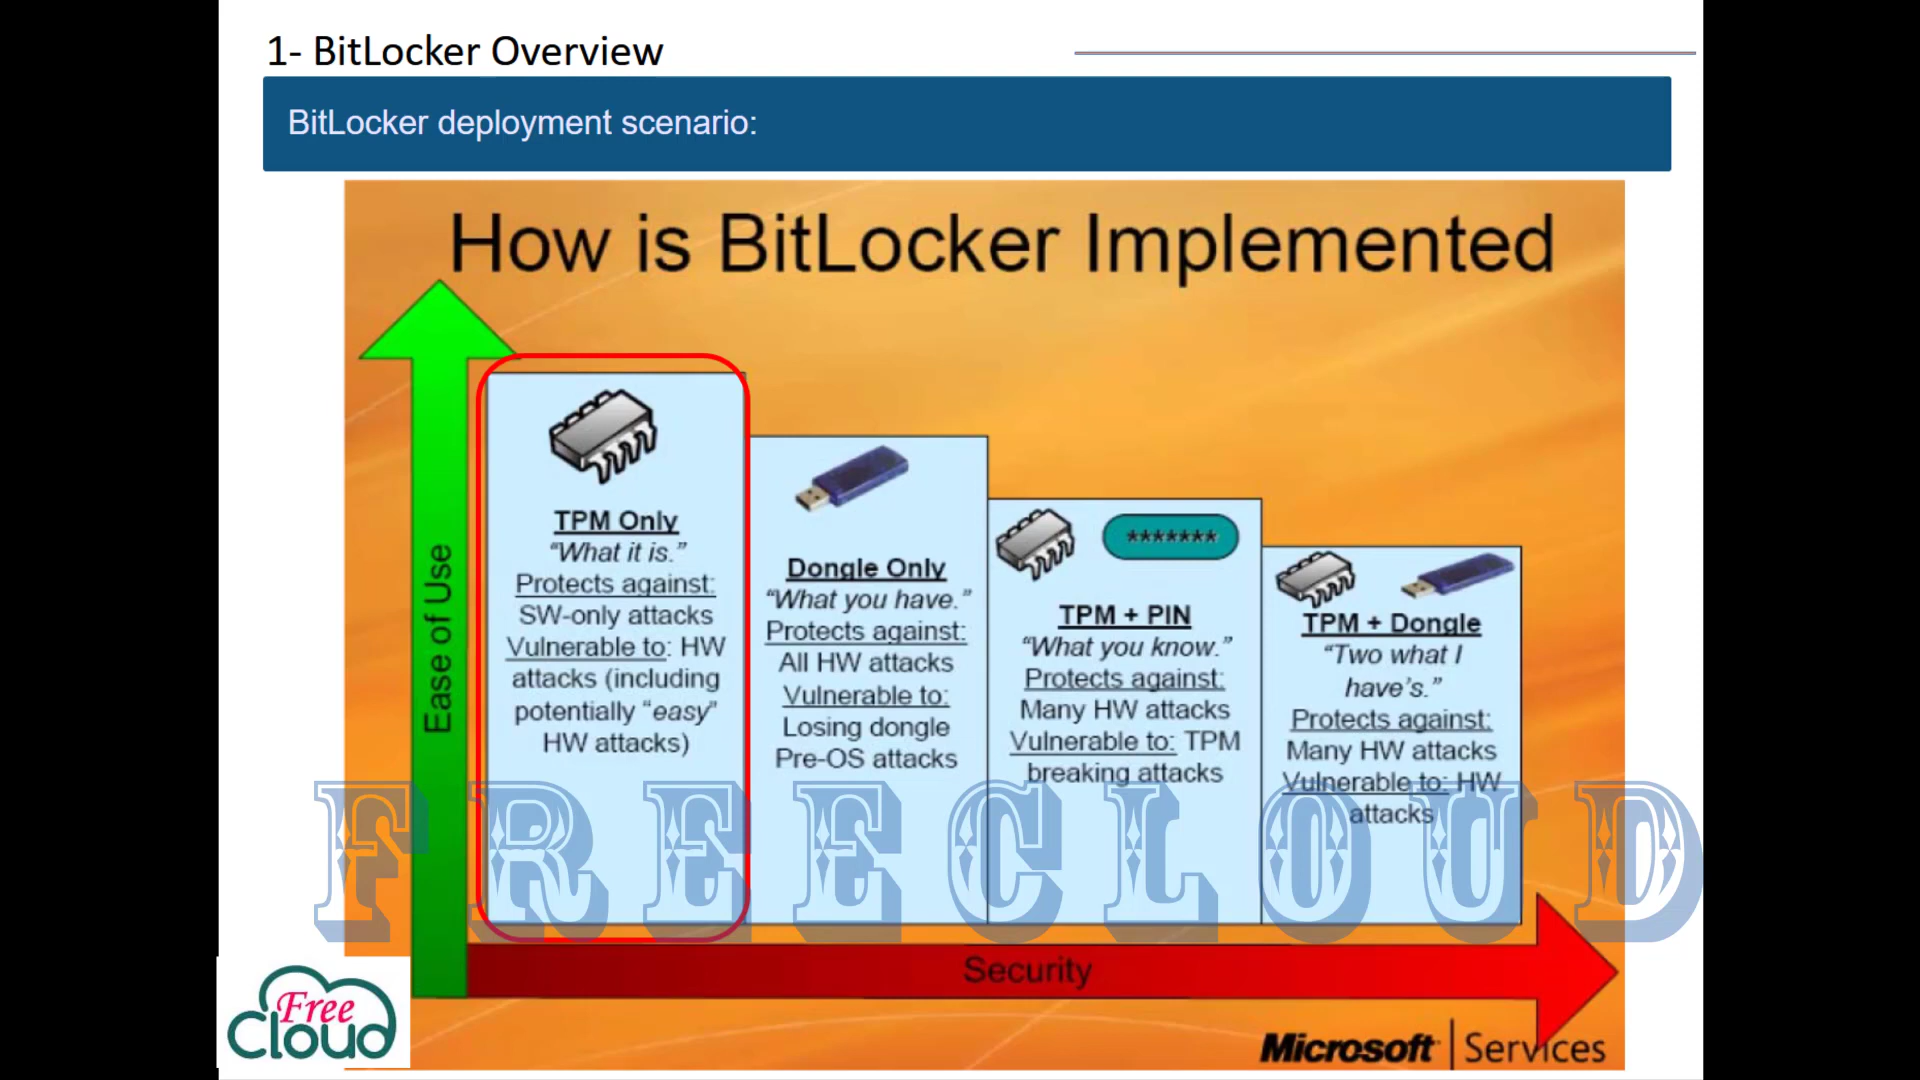 1- BitLocker Overview
BitLocker deployment scenario:
How is BitLocker Implemented
Ease of Use
TPM Only
“What it is.”
Protects against:
SW-only attacks
Vulnerable to: HW
attacks (including
potentially “easy”
HW attacks)
Dongle Only
“What you have.”
Protects against:
All HW attacks
Vulnerable to:
Losing dongle
Pre-OS attacks
*******
TPM + PIN
“What you know.”
Protects against:
Many HW attacks
Vulnerable to: TPM
breaking attacks
TPM + Dongle
“Two what I
have’s.”
Protects against:
Many HW attacks
Vulnerable to: HW
attacks
FREECLOUD
Security
Free
Cloud
Microsoft | Services